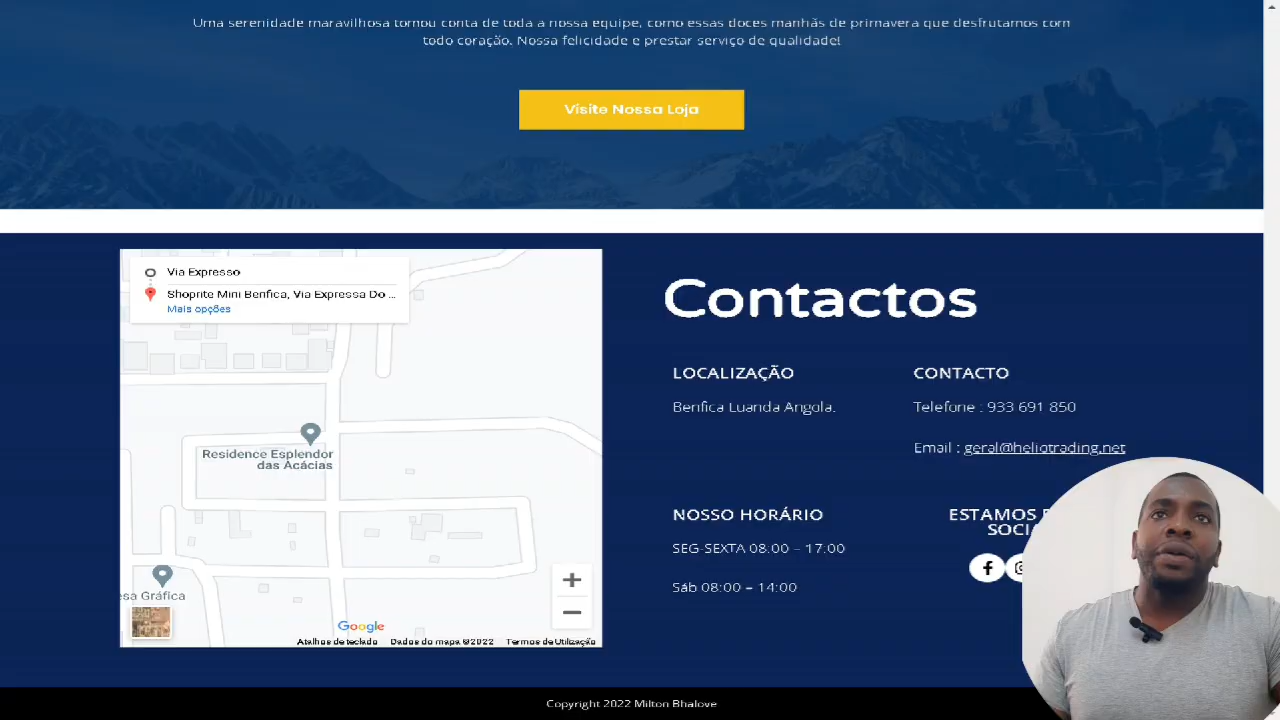 Uma serenidade maravilhosa tomou conta de toda a nossa equipe, como essas doces manhãs de primavera que desfrutamos com
todo coração. Nossa felicidade e prestar serviço de qualidade!
Visite Nossa Loja
Via Expresso
Shoprite Mini Benfica, Via Expressa Do ...
Mais opções
Residence Esplendor
das Acácias
esa Gráfica
Google
Atalhos de teclado
Dados do mapa ©2022
Termos de Utilização
Contactos
LOCALIZAÇÃO
Benfica Luanda Angola.
CONTACTO
Telefone : 933 691 850
Email : geral@heliotrading.net
NOSSO HORÁRIO
SEG-SEXTA 08.00 – 17:00
Sáb 08:00 – 14:00
ESTAMOS
SOCIA
Copyright 2022 Milton Bhalove